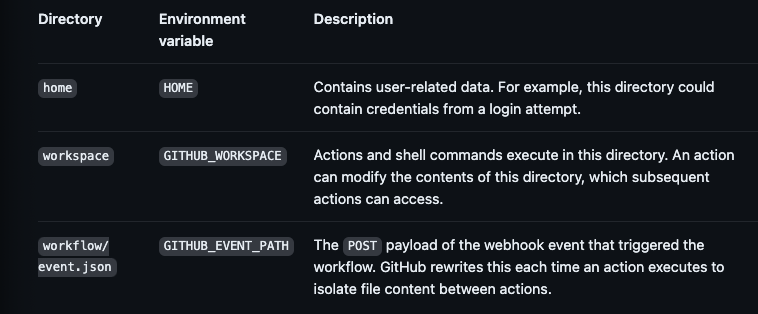 Directory Environment variable Description
home HOME Contains user-related data. For example, this directory could
contain credentials from a login attempt.
workspace GITHUB_WORKSPACE Actions and shell commands execute in this directory. An action
can modify the contents of this directory, which subsequent
actions can access.
workflow/event.json GITHUB_EVENT_PATH The POST payload of the webhook event that triggered the
workflow. GitHub rewrites this each time an action executes to
isolate file content between actions.